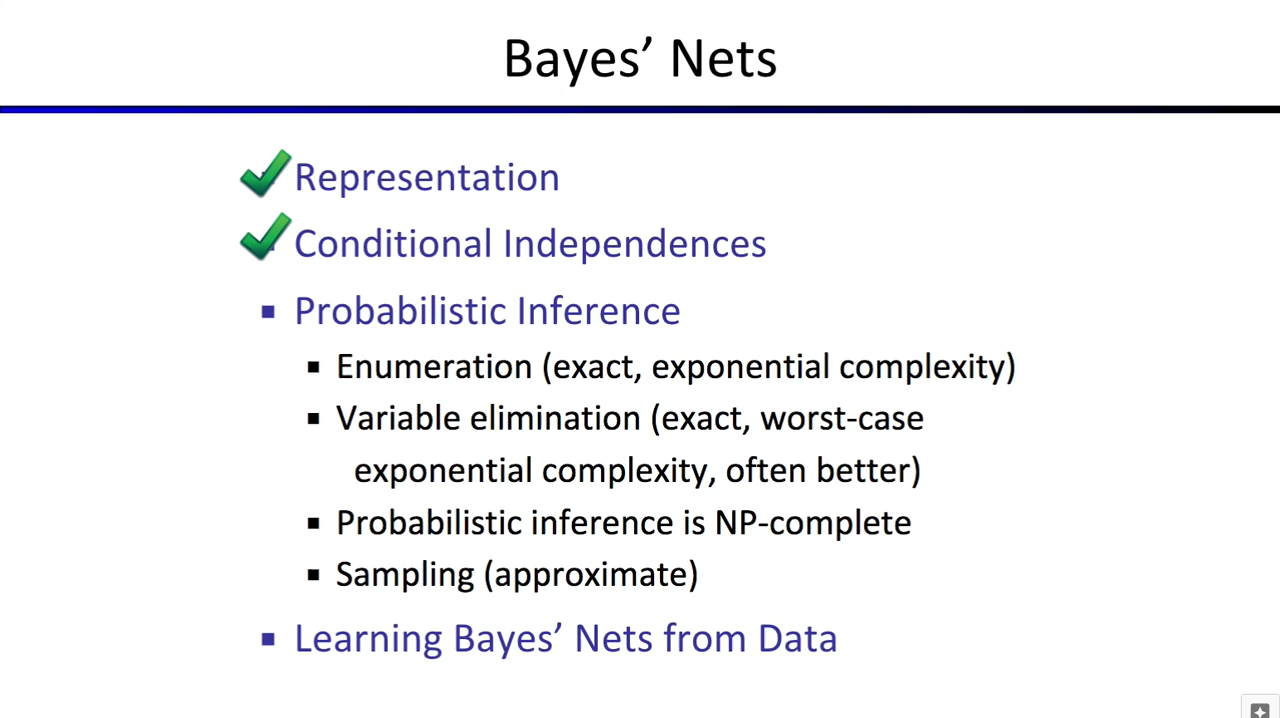 Bayes’ Nets
Representation
Conditional Independences
Probabilistic Inference
Enumeration (exact, exponential complexity)
Variable elimination (exact, worst-case
exponential complexity, often better)
Probabilistic inference is NP-complete
Sampling (approximate)
Learning Bayes’ Nets from Data